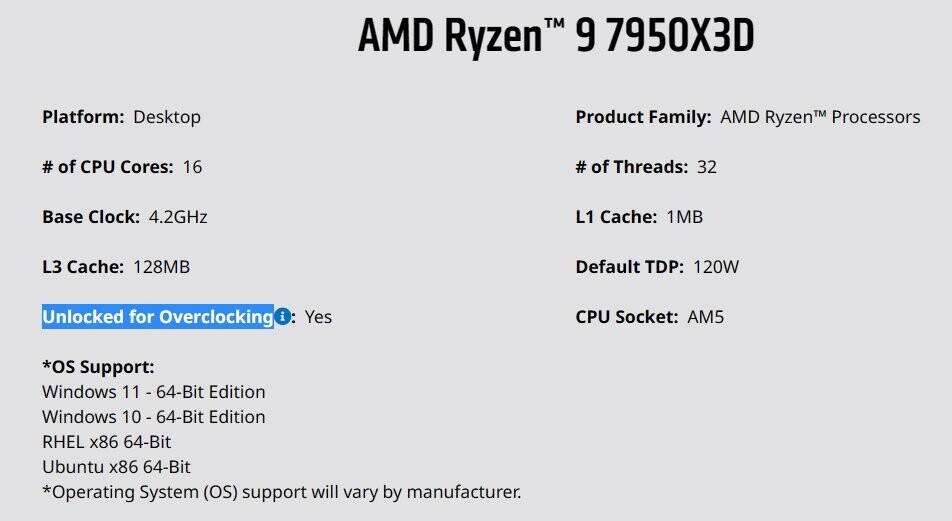 AMD Ryzen™ 9 7950X3D
Platform: Desktop
Product Family: AMD Ryzen™ Processors
# of CPU Cores: 16
# of Threads: 32
Base Clock: 4.2GHz
L1 Cache: 1MB
L3 Cache: 128MB
Default TDP: 120W
Unlocked for Overclocking: Yes
CPU Socket: AM5
*OS Support:
Windows 11 - 64-Bit Edition
Windows 10 - 64-Bit Edition
RHEL x86 64-Bit
Ubuntu x86 64-Bit
*Operating System (OS) support will vary by manufacturer.